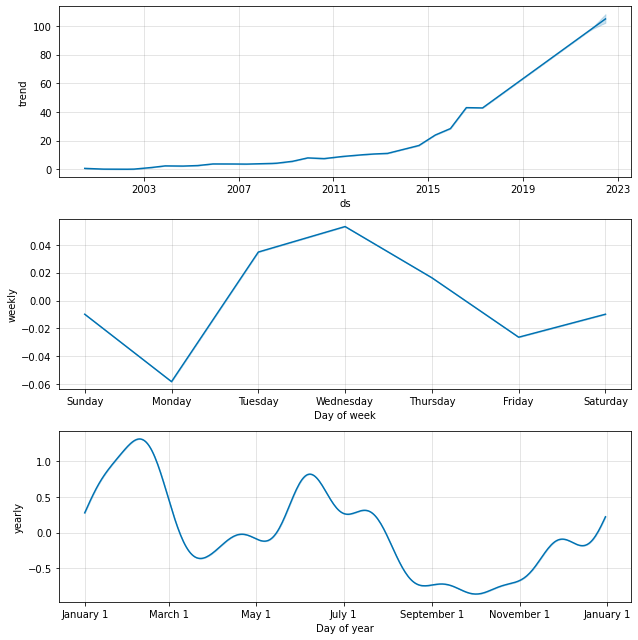 100
80
60
40
20
0
trend
2003 2007 2011 2015 2019 2023
ds
0.04
0.02
0.00
−0.02
−0.04
−0.06
weekly
Sunday Monday Tuesday Wednesday Thursday Friday Saturday
Day of week
1.0
0.5
0.0
−0.5
yearly
January 1 March 1 May 1 July 1 September 1 November 1 January 1
Day of year